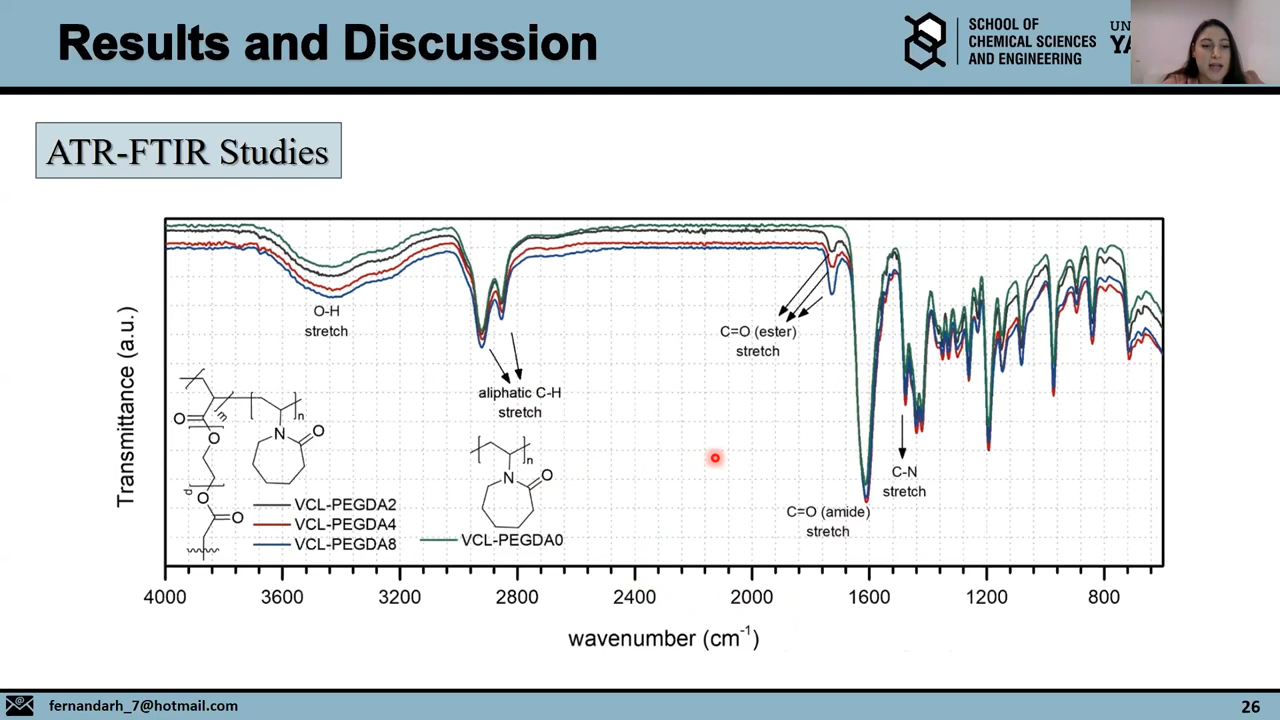 Results and Discussion
SCHOOL OF
CHEMICAL SCIENCES
AND ENGINEERING
UN
YA
ATR-FTIR Studies
Transmittance (a.u.)
O-H
stretch
aliphatic C-H
stretch
C=O (ester)
stretch
C-N
stretch
C=O (amide)
stretch
O
m
n
N
O
O
O
O
p
n
N
O
VCL-PEGDA2
VCL-PEGDA4
VCL-PEGDA8
VCL-PEGDA0
4000 3600 3200 2800 2400 2000 1600 1200 800
wavenumber (cm-1)
fernandarh_7@hotmail.com
26